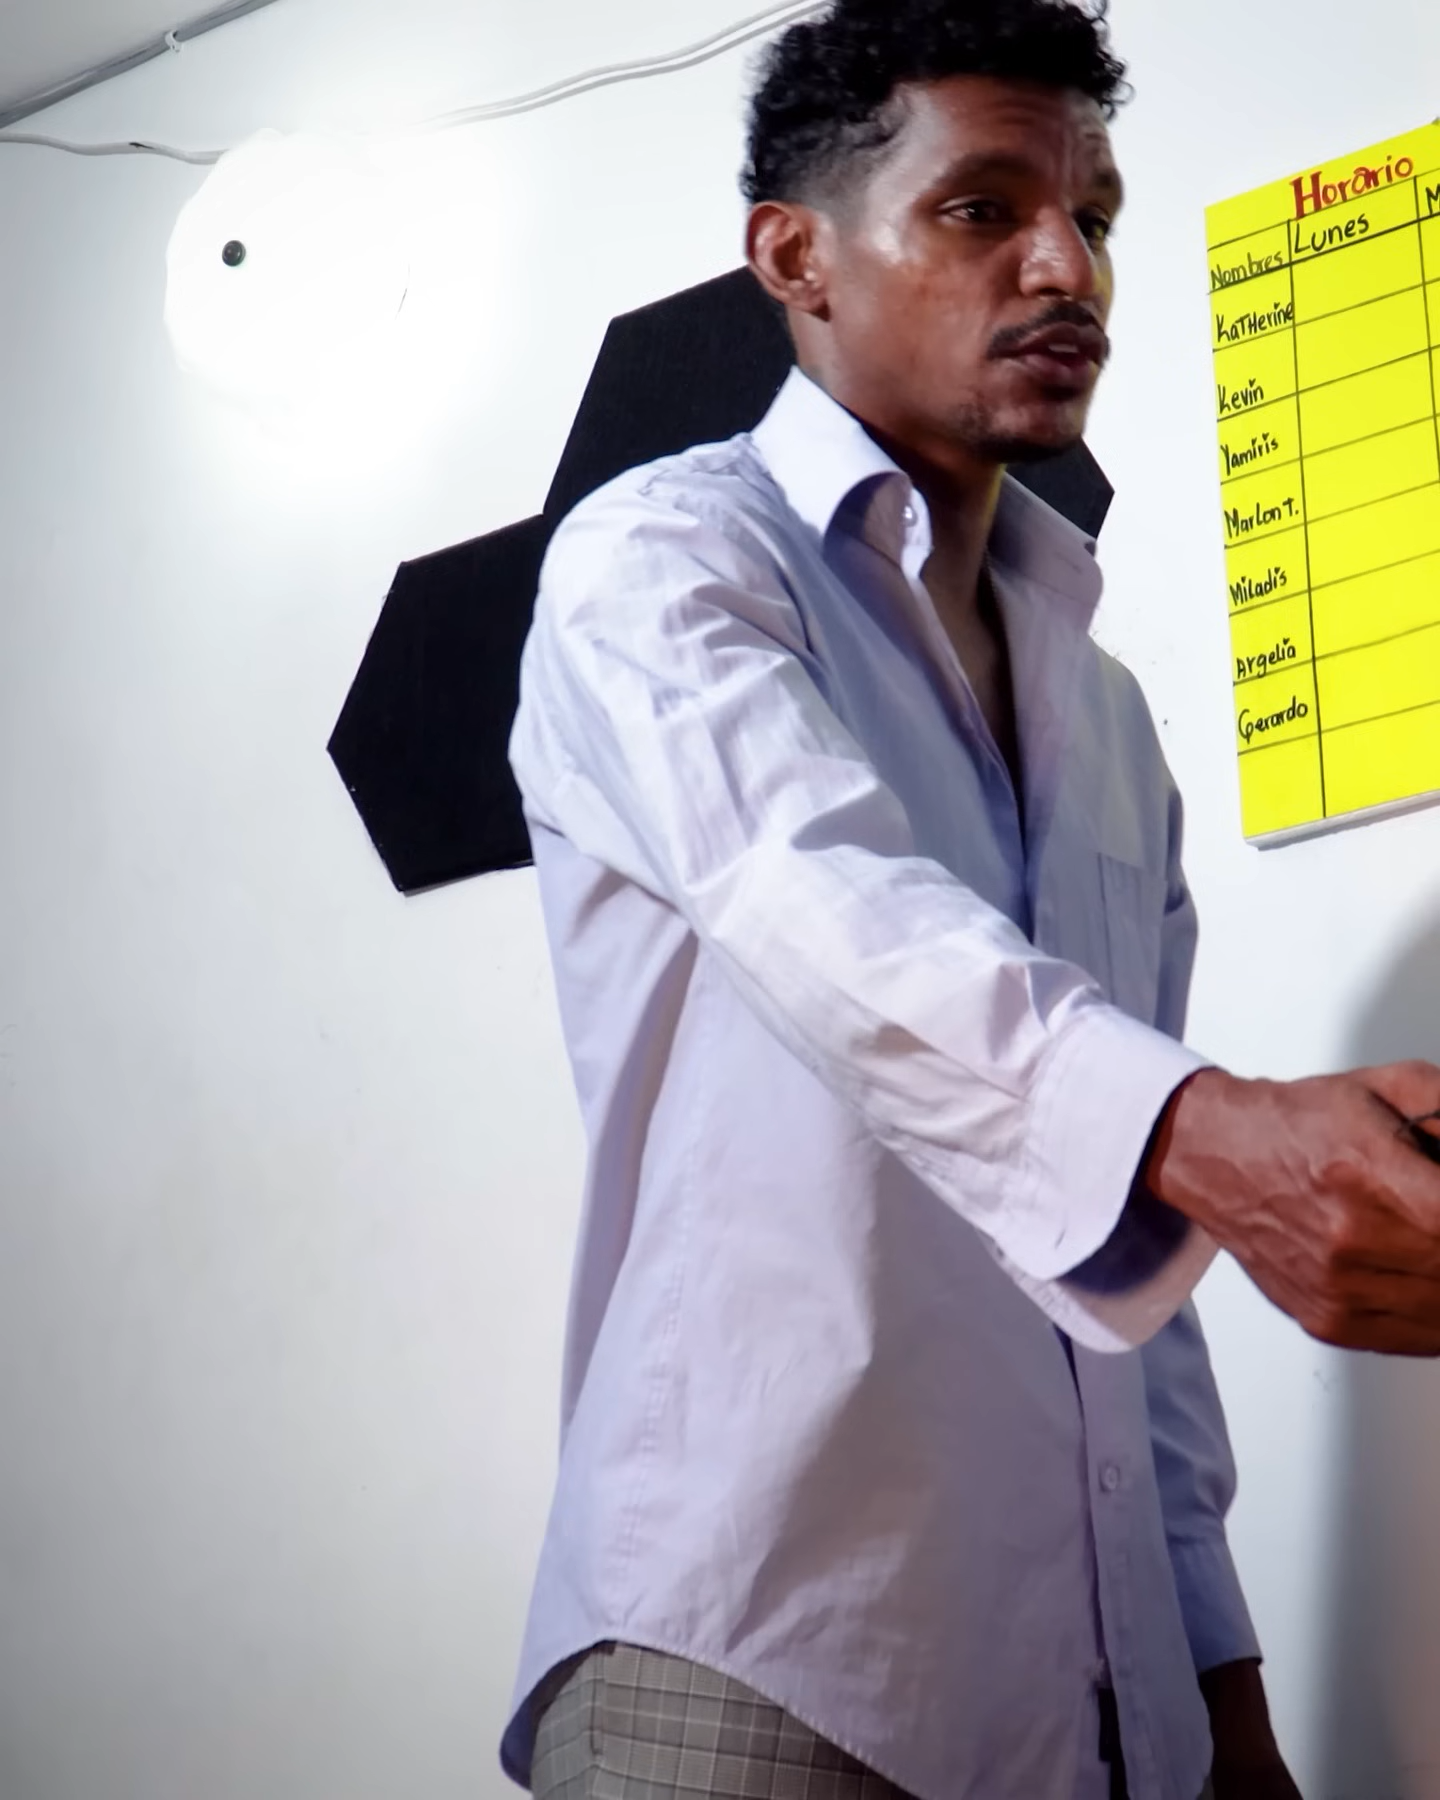 Horario
Nombres Lunes M
KaTHerine
Kevin
Yamiris
Marlon T.
Miladis
Argelia
Gerardo